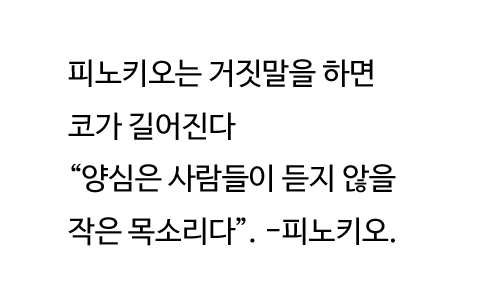 피노키오는 거짓말을 하면
코가 길어진다
“양심은 사람들이 듣지 않을
작은 목소리다”. -피노키오.